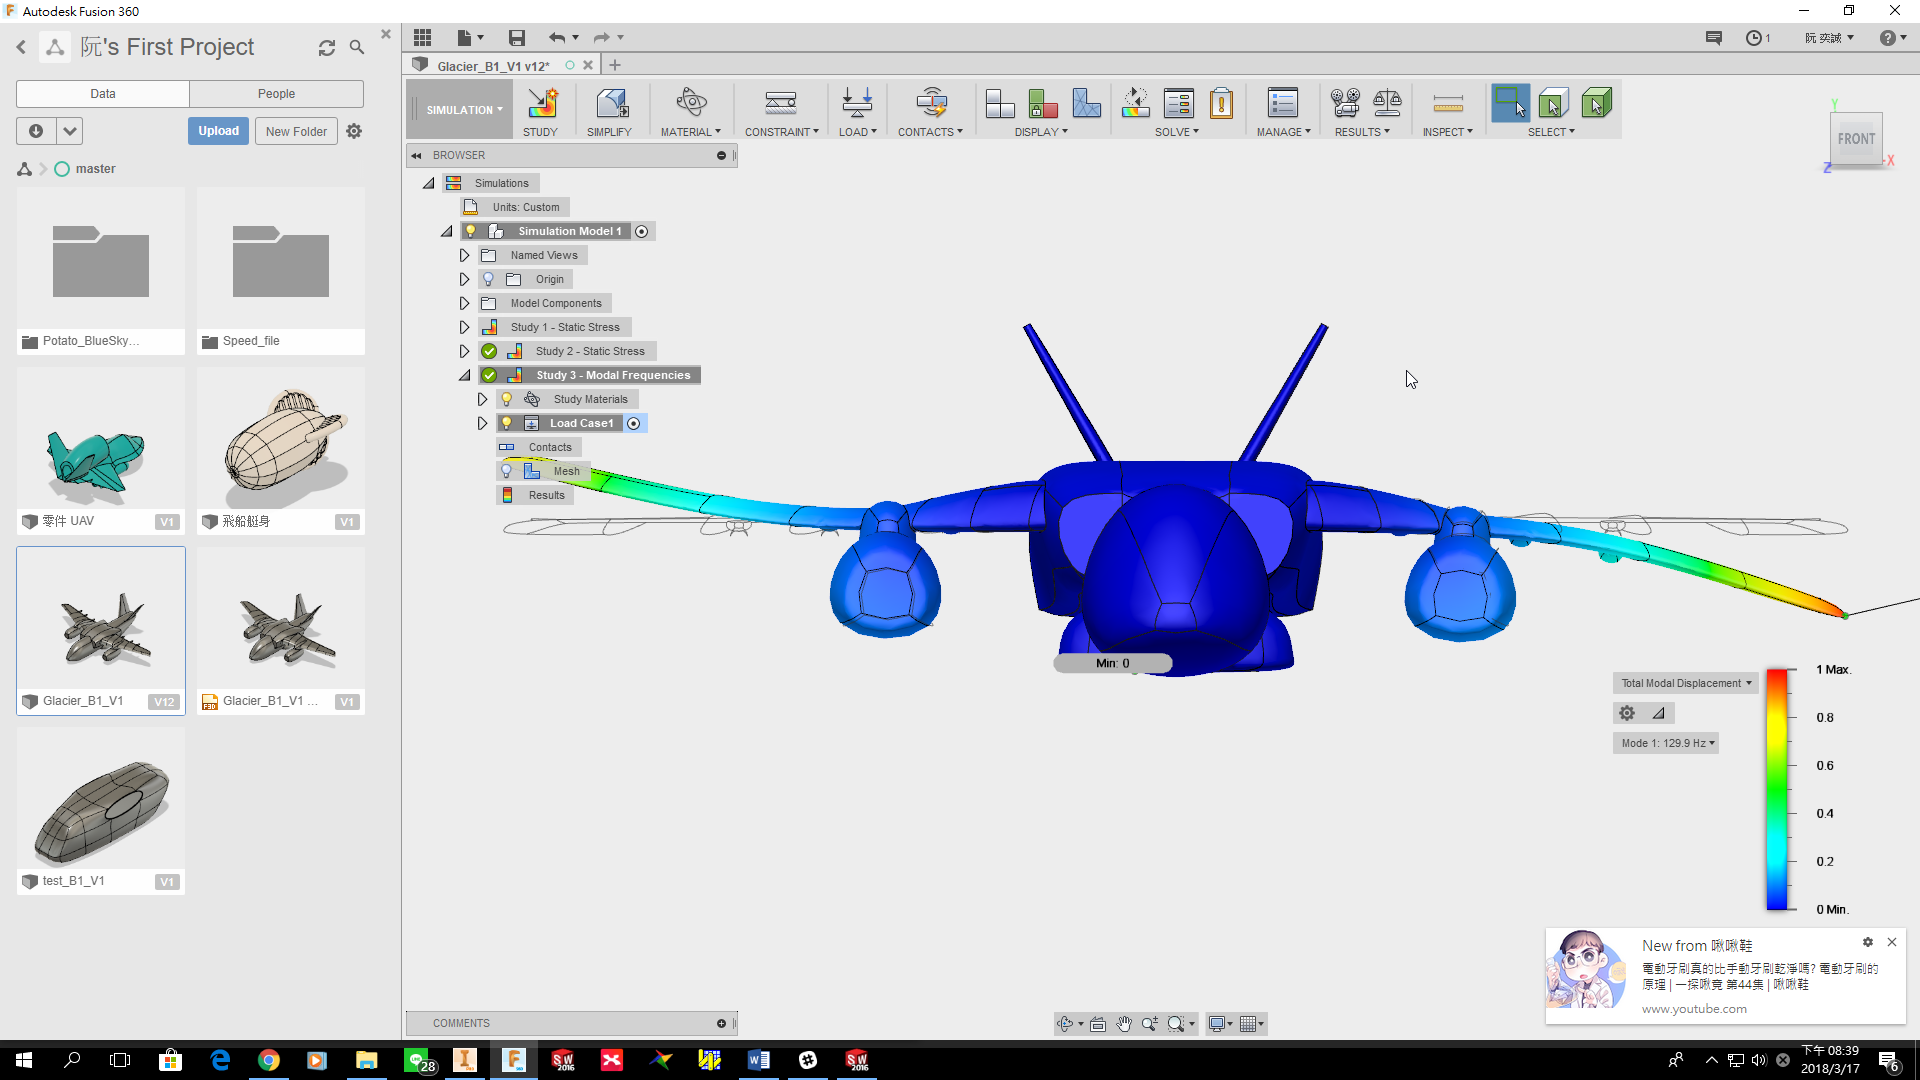 Autodesk Fusion 360
阮's First Project
Data
People
Upload
New Folder
master
Potato_BlueSky...
Speed_file
零件 UAV
V1
飛船艇身
V1
Glacier_B1_V1
V12
Glacier_B1_V1 ...
V1
test_B1_V1
V1
1
阮 奕誠
Glacier_B1_V1 v12*
SIMULATION
STUDY
SIMPLIFY
MATERIAL
CONSTRAINT
LOAD
CONTACTS
DISPLAY
SOLVE
MANAGE
RESULTS
INSPECT
SELECT
BROWSER
Simulations
Units: Custom
Simulation Model 1
Named Views
Origin
Model Components
Study 1 - Static Stress
Study 2 - Static Stress
Study 3 - Modal Frequencies
Study Materials
Load Case1
Contacts
Mesh
Results
Y
FRONT
X
Z
Min: 0
Total Modal Displacement
Mode 1: 129.9 Hz
1 Max.
0.8
0.6
0.4
0.2
0 Min.
New from 啾啾鞋
電動牙刷真的比手動牙刷乾淨嗎? 電動牙刷的
原理 | 一探啾竟 第44集 | 啾啾鞋
www.youtube.com
COMMENTS
28
下午 08:39
2018/3/17
6